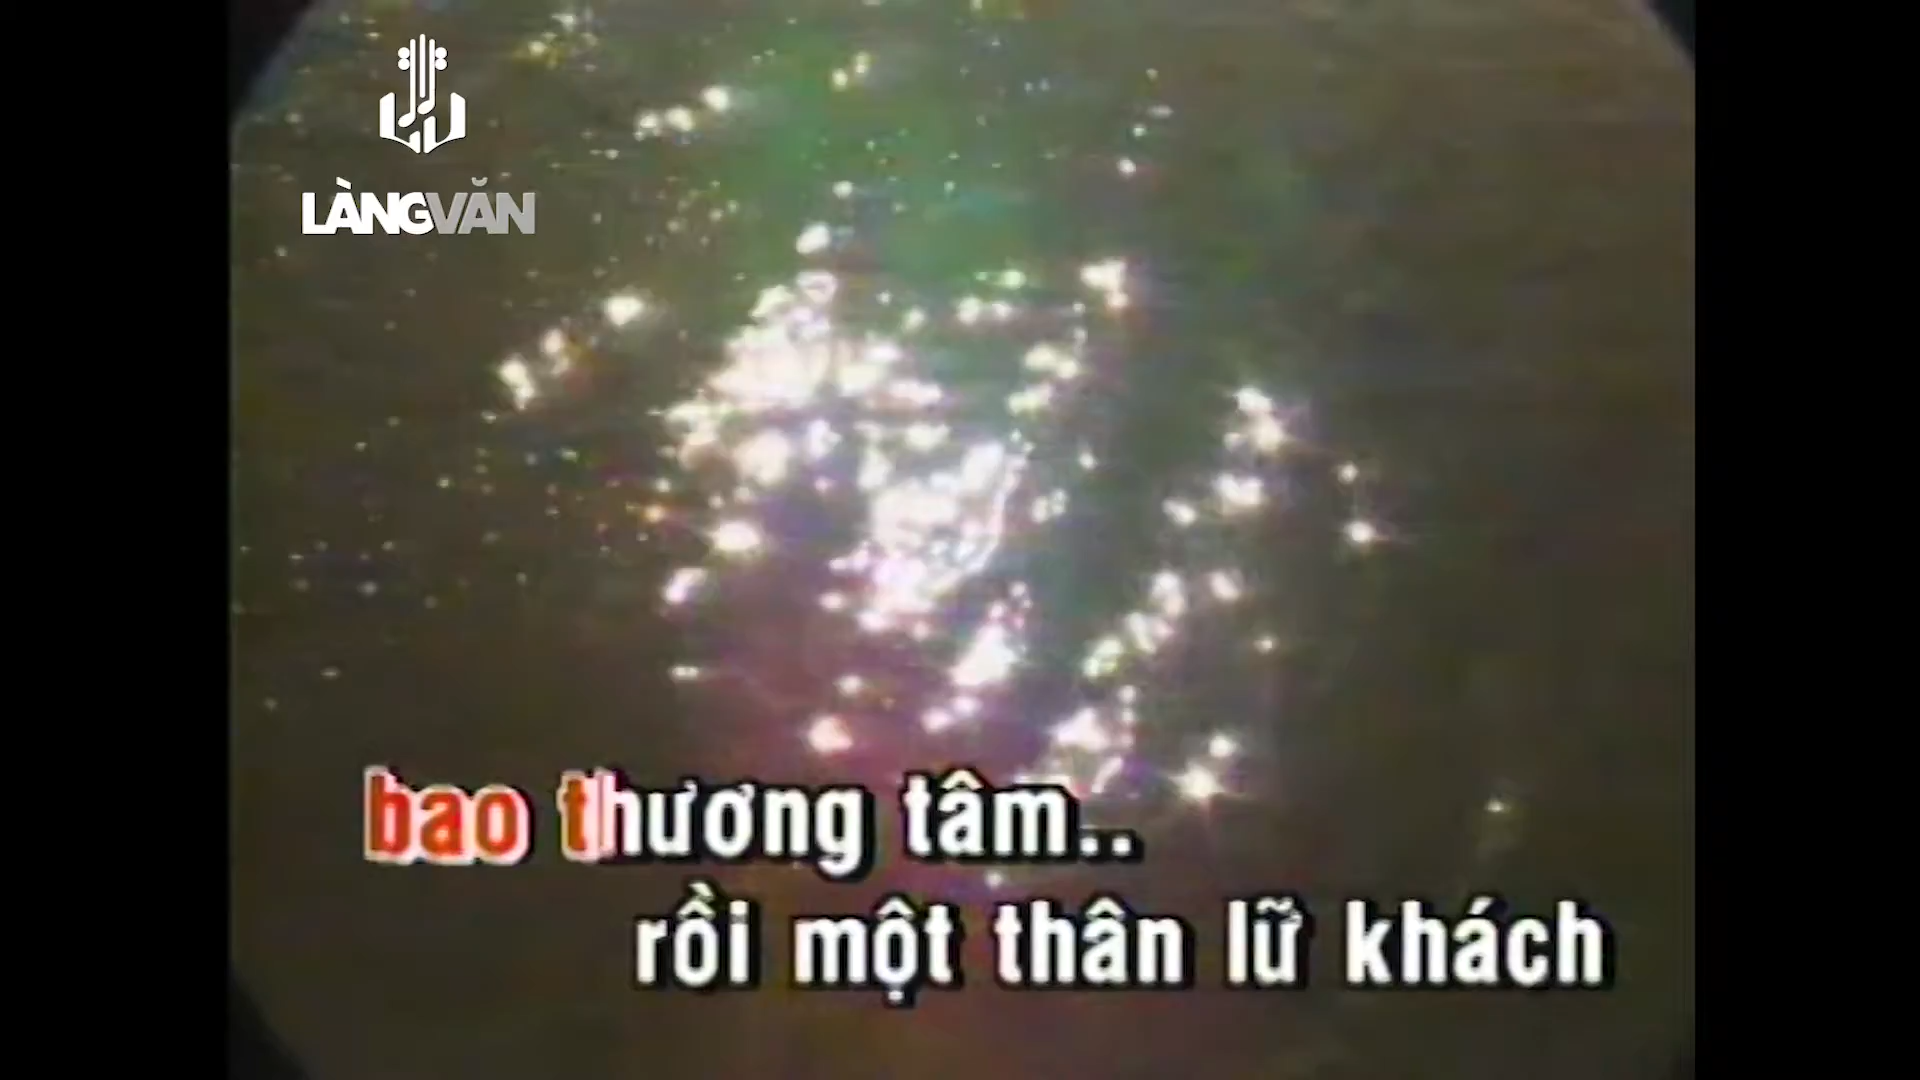 LÀNGVĂN
bao thương tâm..
rồi một thân lữ khách